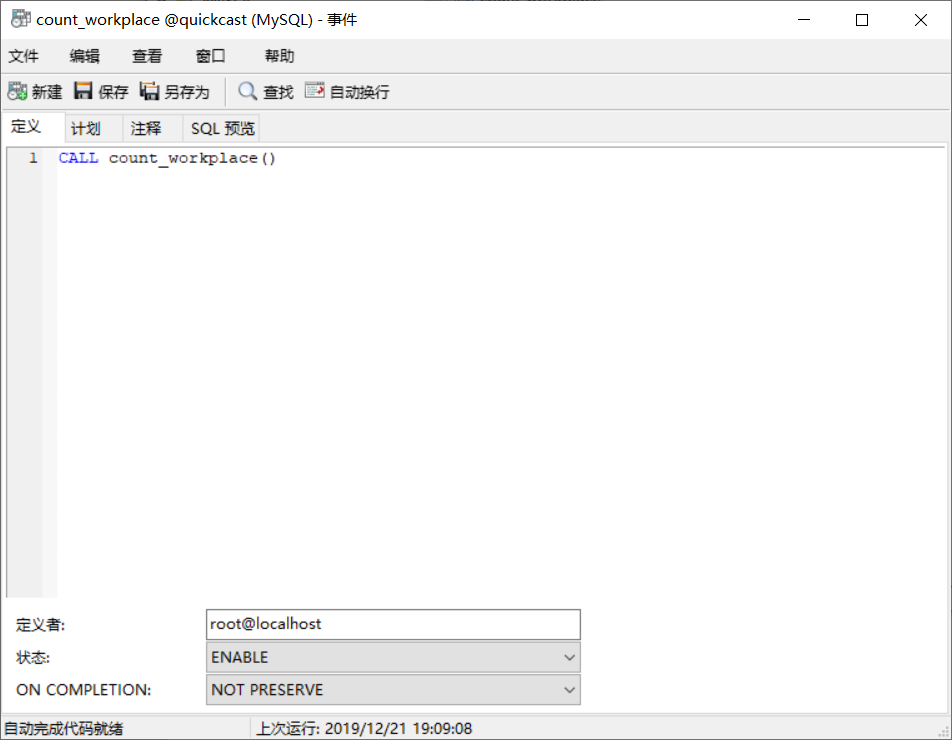 count_workplace @quickcast (MySQL) - 事件
文件 编辑 查看 窗口 帮助
新建 保存 另存为 查找 自动换行
定义 计划 注释 SQL 预览
1 CALL count_workplace()
定义者: root@localhost
状态: ENABLE
ON COMPLETION: NOT PRESERVE
自动完成代码就绪 上次运行: 2019/12/21 19:09:08